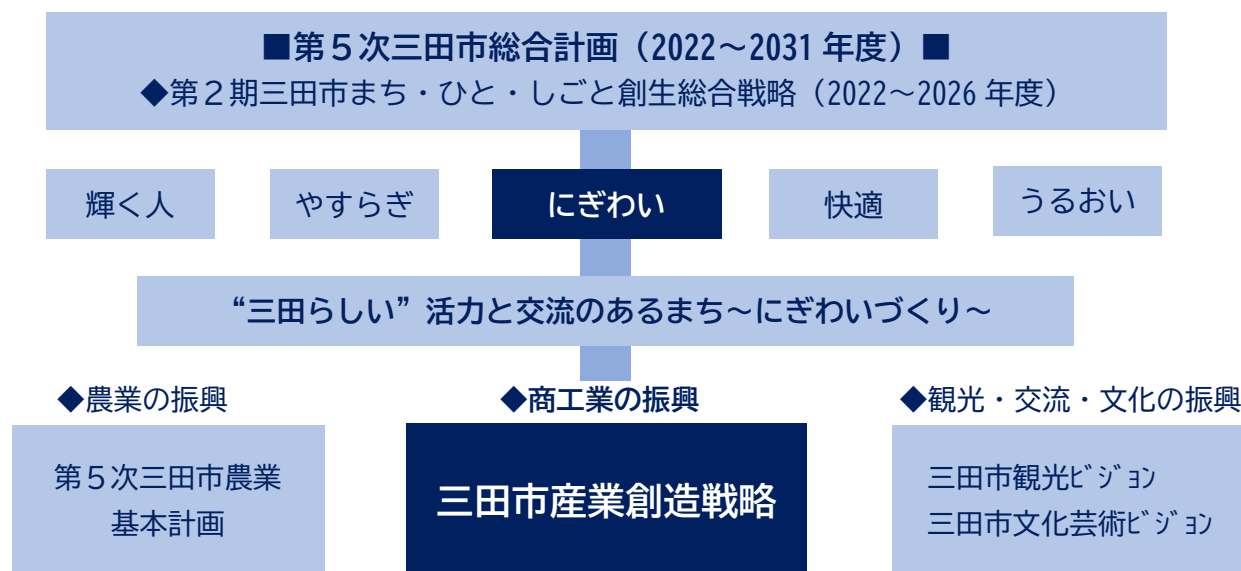 ■第５次三田市総合計画（2022～2031 年度）■
◆第２期三田市まち・ひと・しごと創生総合戦略（2022～2026 年度）
輝く人
やすらぎ
にぎわい
快適
うるおい
“三田らしい”活力と交流のあるまち～にぎわいづくり～
◆農業の振興
第５次三田市農業
基本計画
◆商工業の振興
三田市産業創造戦略
◆観光・交流・文化の振興
三田市観光ﾋﾞｼﾞｮﾝ
三田市文化芸術ﾋﾞｼﾞｮﾝ